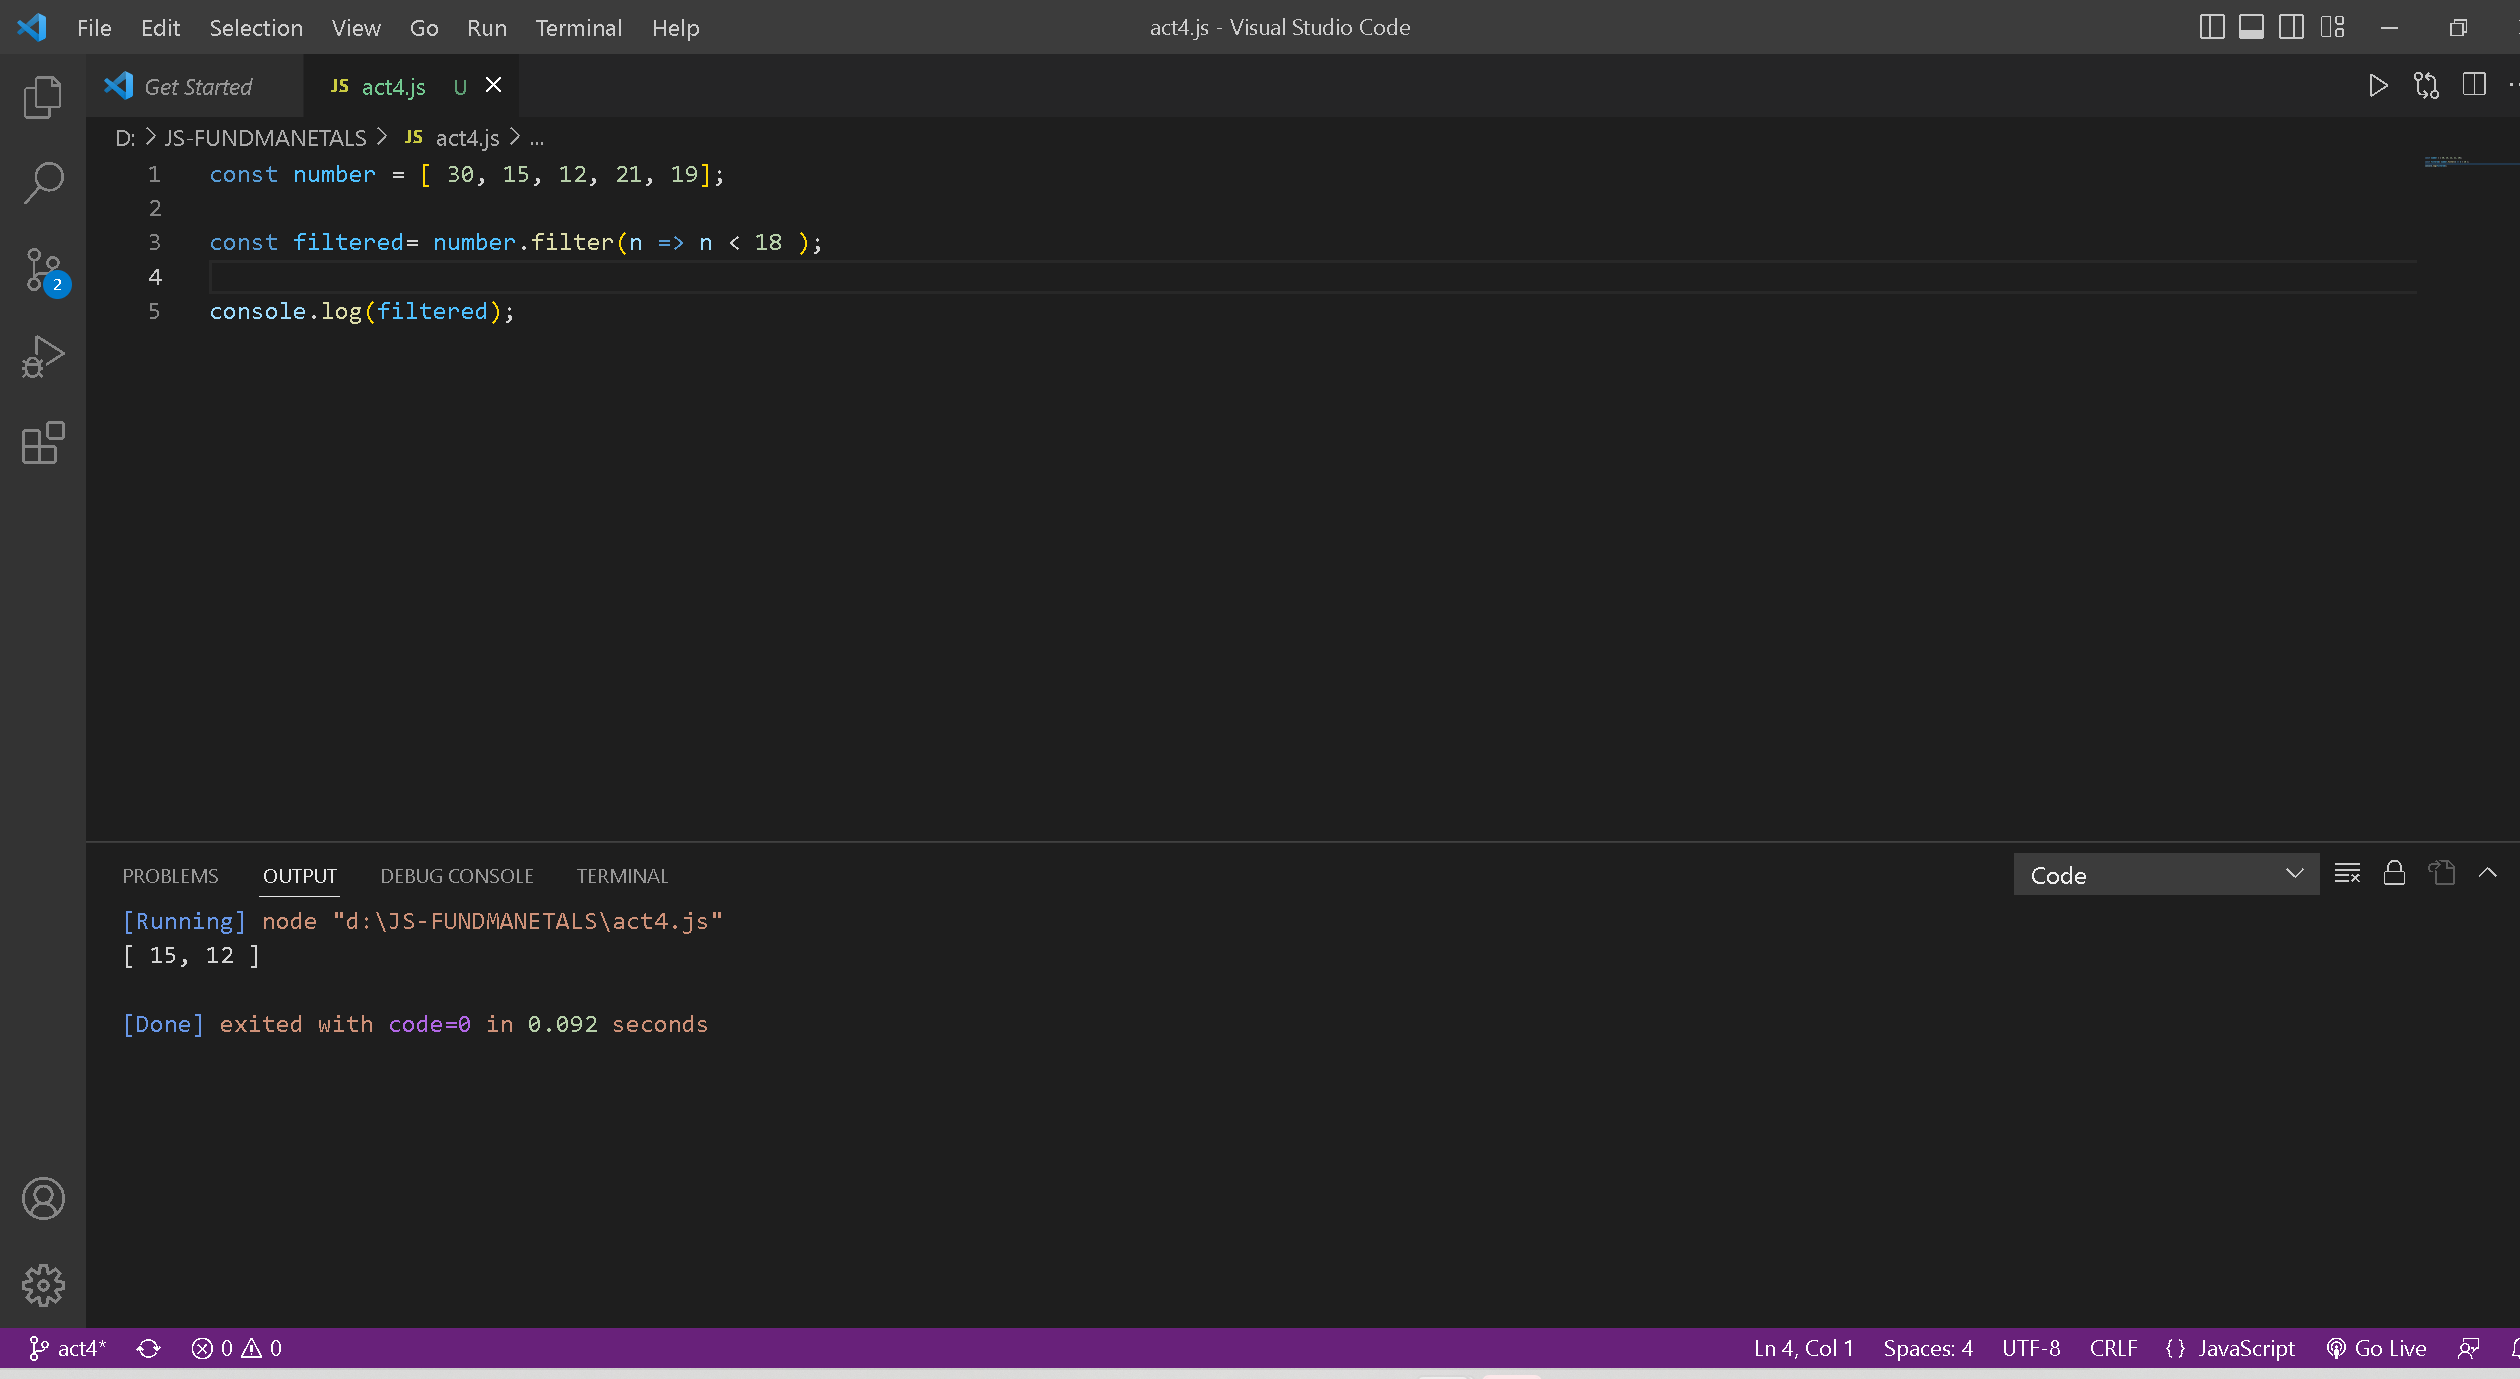 File Edit Selection View Go Run Terminal Help act4.js - Visual Studio Code
Get Started JS act4.js U
D: > JS-FUNDMANETALS > JS act4.js > ...
1 const number = [ 30, 15, 12, 21, 19];
2
3 const filtered= number.filter(n => n < 18 );
4
5 console.log(filtered);
2
PROBLEMS OUTPUT DEBUG CONSOLE TERMINAL Code
[Running] node "d:\JS-FUNDMANETALS\act4.js"
[ 15, 12 ]
[Done] exited with code=0 in 0.092 seconds
act4* 0 0 Ln 4, Col 1 Spaces: 4 UTF-8 CRLF {} JavaScript Go Live